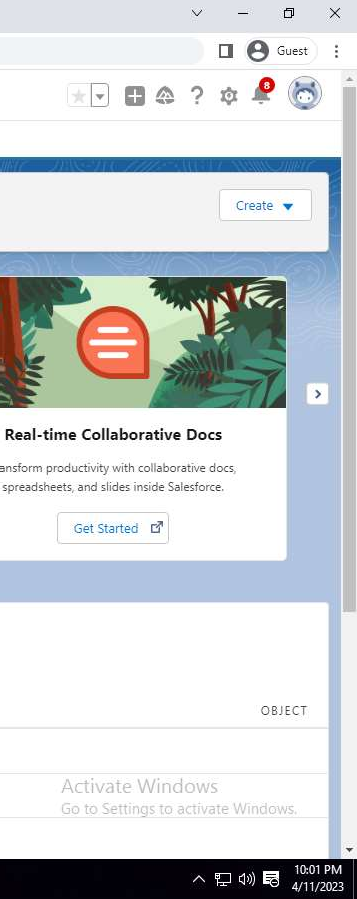 Guest
8
Create
Real-time Collaborative Docs
ansform productivity with collaborative docs,
spreadsheets, and slides inside Salesforce.
Get Started
OBJECT
Activate Windows
Go to Settings to activate Windows.
10:01 PM
4/11/2023